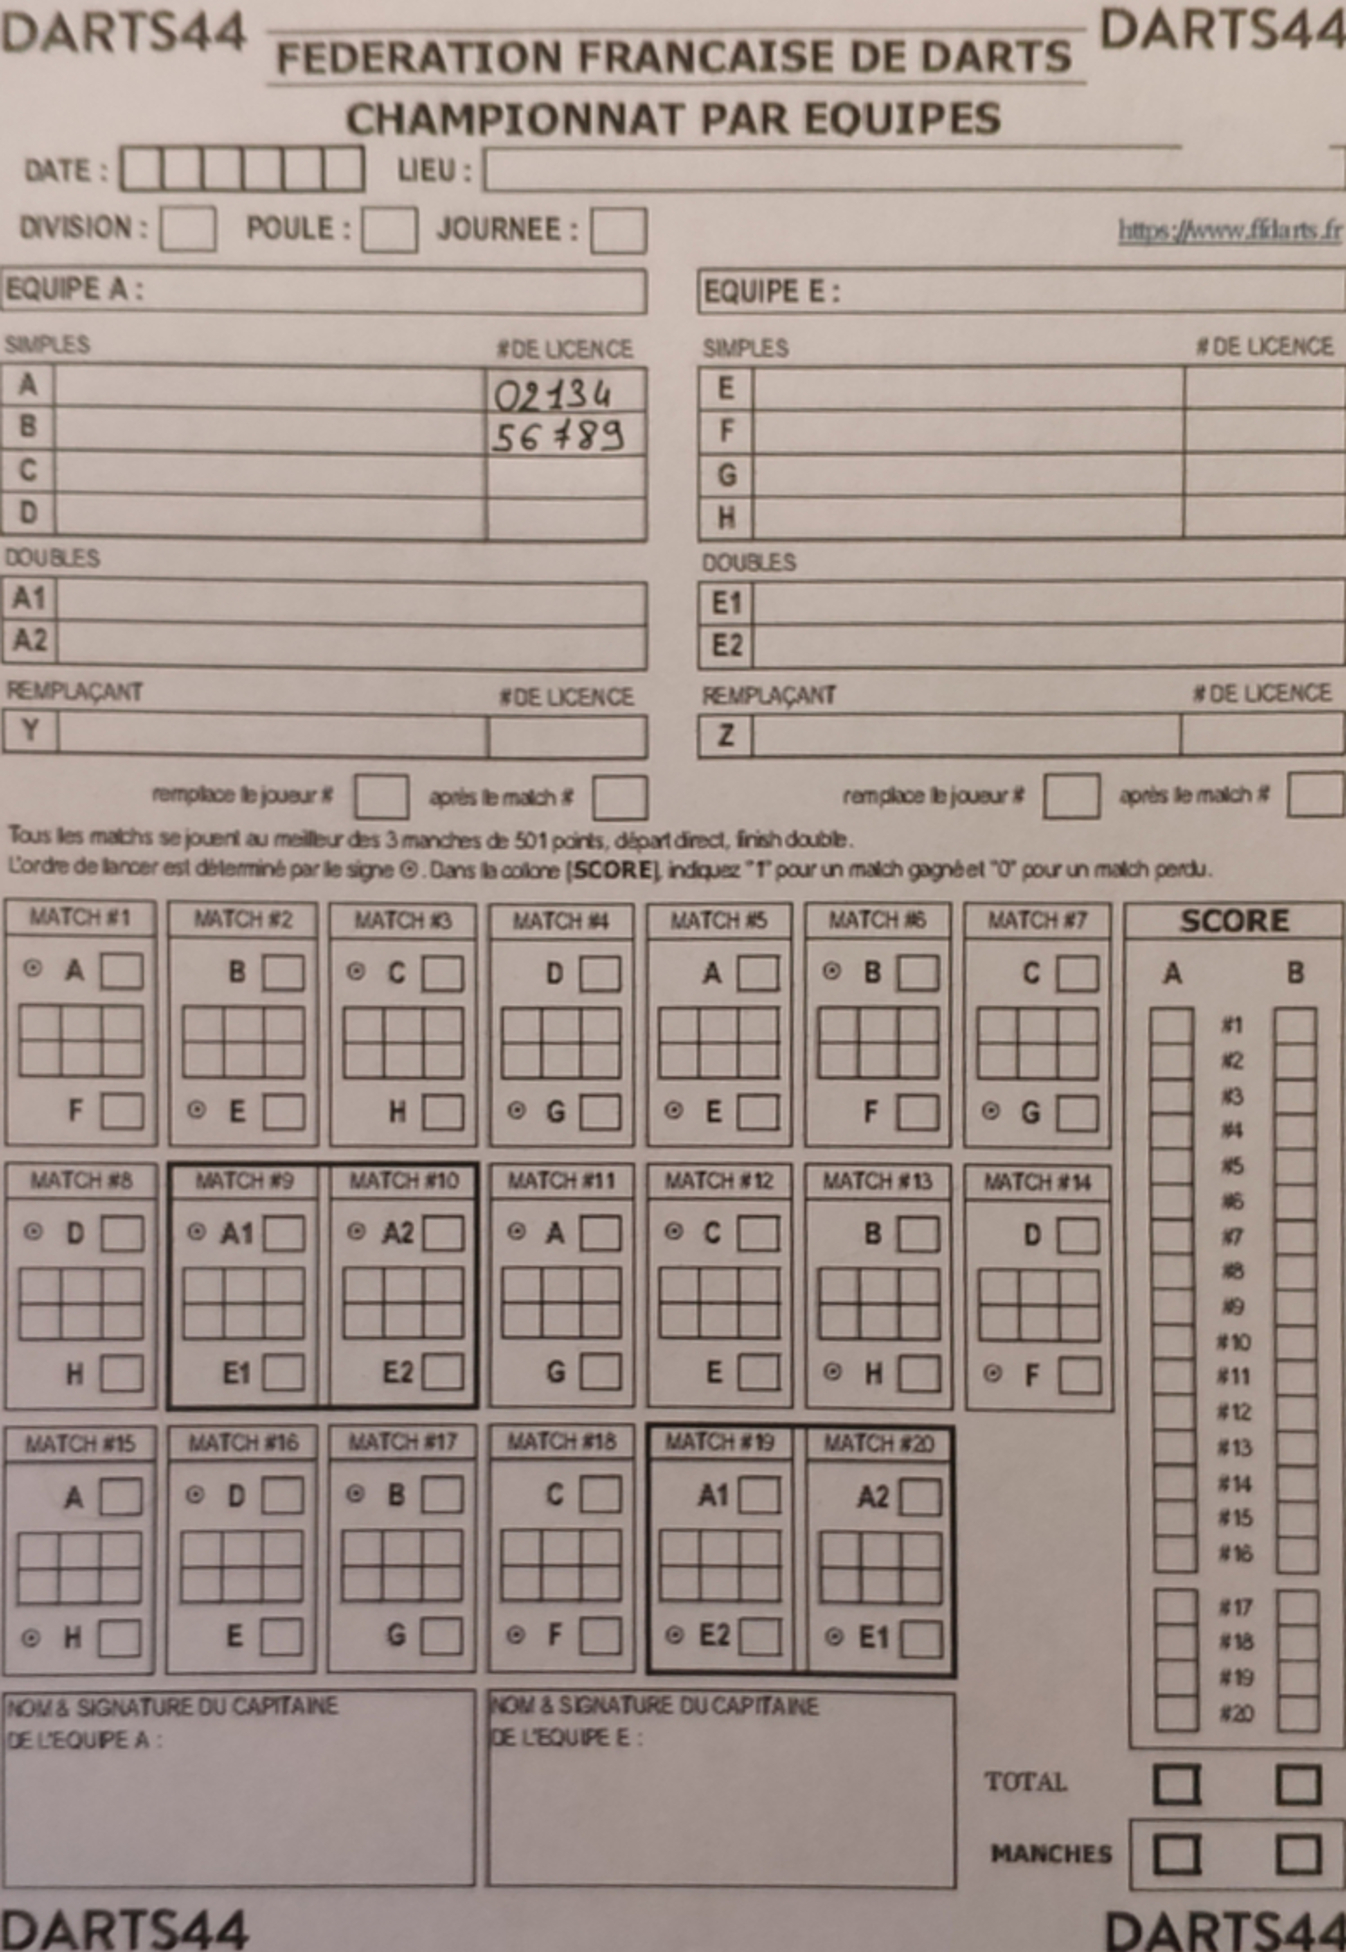 DARTS44 FEDERATION FRANCAISE DE DARTS DARTS44
CHAMPIONNAT PAR EQUIPES
DATE : LIEU :
DIVISION : POULE : JOURNEE : https://www.ffdarts.fr
EQUIPE A : EQUIPE E :
SIMPLES # DE LICENCE SIMPLES # DE LICENCE
A 02134 E
B 56789 F
C G
D H
DOUBLES DOUBLES
A1 E1
A2 E2
REMPLAÇANT # DE LICENCE REMPLAÇANT # DE LICENCE
Y Z
remplace le joueur # après le match # remplace le joueur # après le match #
Tous les matchs se jouent au meilleur des 3 manches de 501 points, départ direct, finish double.
L'ordre de lancer est déterminé par le signe ⊙. Dans la colone [SCORE], indiquez "1" pour un match gagné et "0" pour un match perdu.
MATCH #1 MATCH #2 MATCH #3 MATCH #4 MATCH #5 MATCH #6 MATCH #7 SCORE
⊙ A B ⊙ C D A ⊙ B C A B
#1
#2
#3
F ⊙ E H ⊙ G ⊙ E F ⊙ G
#4
#5
MATCH #8 MATCH #9 MATCH #10 MATCH #11 MATCH #12 MATCH #13 MATCH #14
#6
⊙ D ⊙ A1 ⊙ A2 ⊙ A ⊙ C B D #7
#8
#9
#10
H E1 E2 G E ⊙ H ⊙ F #11
#12
MATCH #15 MATCH #16 MATCH #17 MATCH #18 MATCH #19 MATCH #20 #13
#14
A ⊙ D ⊙ B C A1 A2
#15
#16
#17
⊙ H E G ⊙ F ⊙ E2 ⊙ E1 #18
#19
NOM & SIGNATURE DU CAPITAINE NOM & SIGNATURE DU CAPITAINE #20
DE L'EQUIPE A : DE L'EQUIPE E :
TOTAL
MANCHES
DARTS44 DARTS44